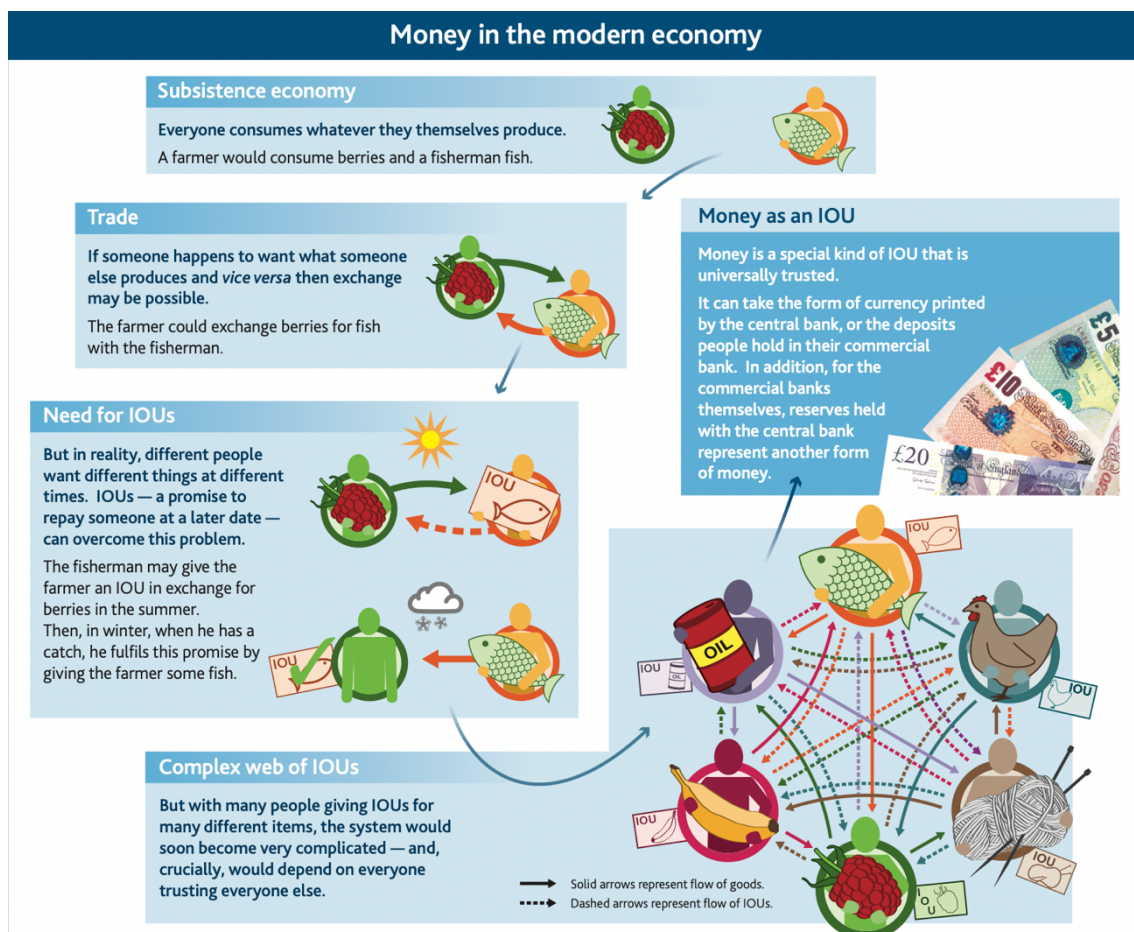 Money in the modern economy
Subsistence economy
Everyone consumes whatever they themselves produce.
A farmer would consume berries and a fisherman fish.
Trade
If someone happens to want what someone
else produces and vice versa then exchange
may be possible.
The farmer could exchange berries for fish
with the fisherman.
Money as an IOU
Money is a special kind of IOU that is
universally trusted.
It can take the form of currency printed
by the central bank, or the deposits
people hold in their commercial
bank. In addition, for the
commercial banks
themselves, reserves held
with the central bank
represent another form
of money.
£5
£10
TEN
£20
Bank of England
£50
Need for IOUs
But in reality, different people
want different things at different
times. IOUs — a promise to
repay someone at a later date —
can overcome this problem.
The fisherman may give the
farmer an IOU in exchange for
berries in the summer.
Then, in winter, when he has a
catch, he fulfils this promise by
giving the farmer some fish.
IOU
IOU
Complex web of IOUs
But with many people giving IOUs for
many different items, the system would
soon become very complicated — and,
crucially, would depend on everyone
trusting everyone else.
IOU
OIL
IOU
OIL
IOU
IOU
IOU
IOU
Solid arrows represent flow of goods.
Dashed arrows represent flow of IOUs.